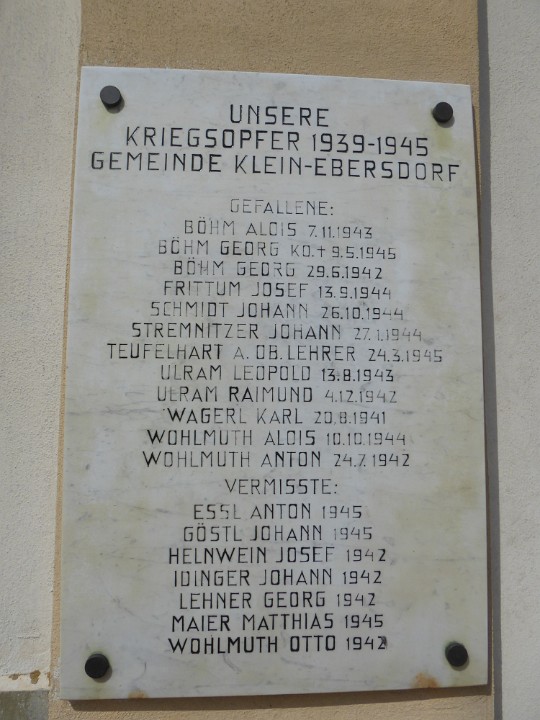 UNSERE
KRIEGSOPFER 1939-1945
GEMEINDE KLEIN-EBERSDORF
GEFALLENE:
BÖHM ALOIS 7.11.1943
BÖHM GEORG KO.+ 9.5.1945
BÖHM GEORG 29.6.1942
FRITTUM JOSEF 13.9.1944
SCHMIDT JOHANN 26.10.1944
STREMNITZER JOHANN 27.1.1944
TEUFELHART A. OB. LEHRER 24.3.1945
ULRAM LEOPOLD 13.8.1943
ULRAM RAIMUND 4.12.1942
WAGERL KARL 20.8.1941
WOHLMUTH ALOIS 10.10.1944
WOHLMUTH ANTON 24.7.1942
VERMISSTE:
ESSL ANTON 1945
GÖSTL JOHANN 1945
HELNWEIN JOSEF 1942
IDINGER JOHANN 1942
LEHNER GEORG 1942
MAIER MATTHIAS 1945
WOHLMUTH OTTO 1942